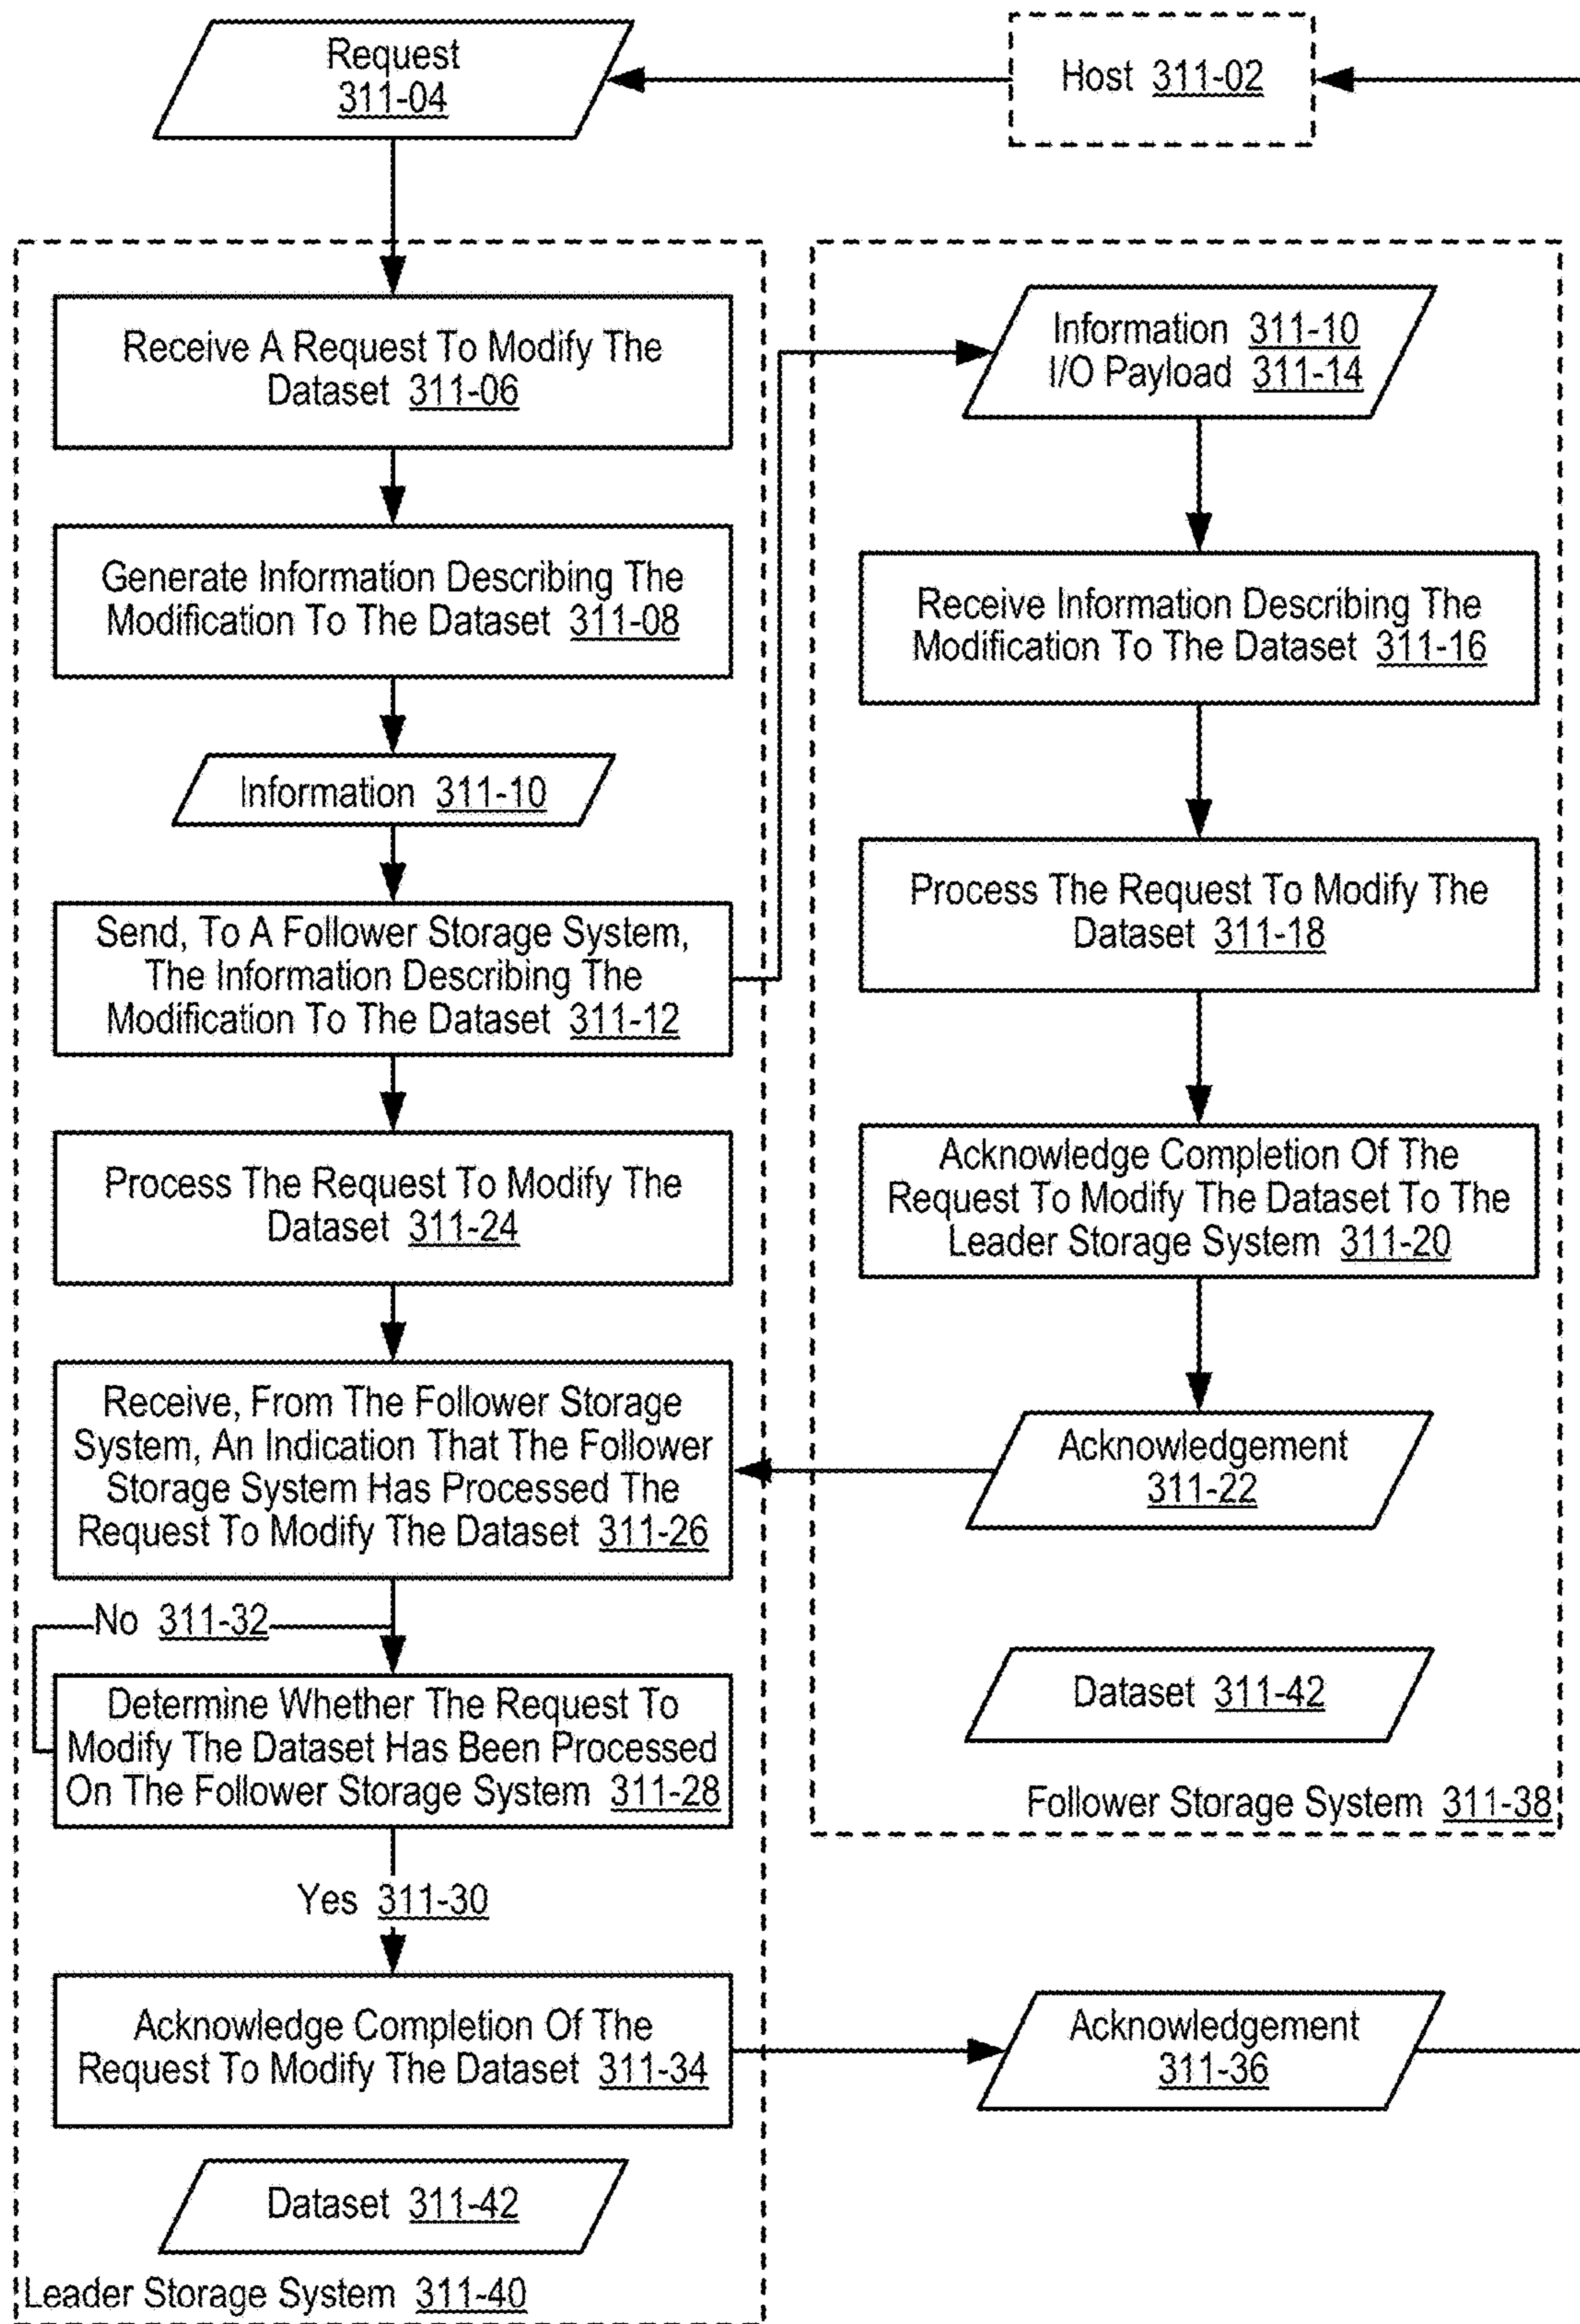 Request
311-04
Host 311-02
Receive A Request To Modify The
Dataset 311-06
Generate Information Describing The
Modification To The Dataset 311-08
Information 311-10
Send, To A Follower Storage System,
The Information Describing The
Modification To The Dataset 311-12
Process The Request To Modify The
Dataset 311-24
Receive, From The Follower Storage
System, An Indication That The Follower
Storage System Has Processed The
Request To Modify The Dataset 311-26
No 311-32
Determine Whether The Request To
Modify The Dataset Has Been Processed
On The Follower Storage System 311-28
Yes 311-30
Acknowledge Completion Of The
Request To Modify The Dataset 311-34
Dataset 311-42
Leader Storage System 311-40
Information 311-10
I/O Payload 311-14
Receive Information Describing The
Modification To The Dataset 311-16
Process The Request To Modify The
Dataset 311-18
Acknowledge Completion Of The
Request To Modify The Dataset To The
Leader Storage System 311-20
Acknowledgement
311-22
Dataset 311-42
Follower Storage System 311-38
Acknowledgement
311-36